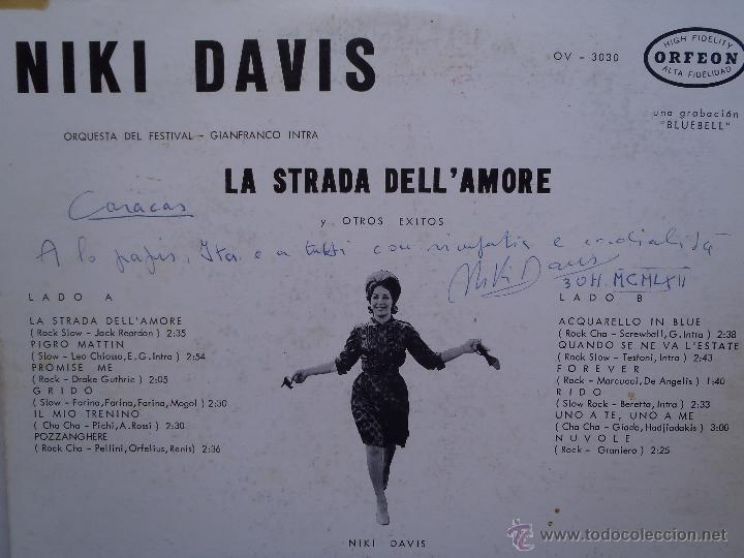 NIKI DAVIS
OV - 3030
HIGH FIDELITY
ORFEON
ALTA FIDELIDAD
una grabación
"BLUEBELL"
ORQUESTA DEL FESTIVAL - GIANFRANCO INTRA
LA STRADA DELL'AMORE
y OTROS EXITOS
Caracas
A lo Ita e a tutti con simpatia e cordialità
Niki Davis
MCMLXII
LADO A
LA STRADA DELL'AMORE
( Rock Slow - Jack Reardon) 2:35
PIGRO MATTIN
( Slow - Leo Chiosso, E, G. Intra ) 2:54
PROMISE ME
( Rock - Drake Guthrie) 2:05
GRIDO
( Slow - Farina, Farina, Farina, Mogol ) 2:30
IL MIO TRENINO
( Cha Cha - Pichi, A. Rossi ) 2:30
POZZANGHERE
( Rock Cha - Pellini, Orfelius, Renis) 2:36
LADO B
ACQUARELLO IN BLUE
( Rock Cha - Screwball, G. Intra ) 2:38
QUANDO SE NE VA L'ESTATE
( Rock Slow - Testoni, Intra ) 2:43
FOREVER
( Rock - Marcucci, De Angelis ) 1:40
RIDO
( Slow Rock - Beretta, Intra ) 2:33
UNO A TE, UNO A ME
( Cha Cha - Giada, Hadjiadakis ) 3:00
NUVOLE
( Rock - Graniero ) 2:25
NIKI DAVIS
© www.todocoleccion.net